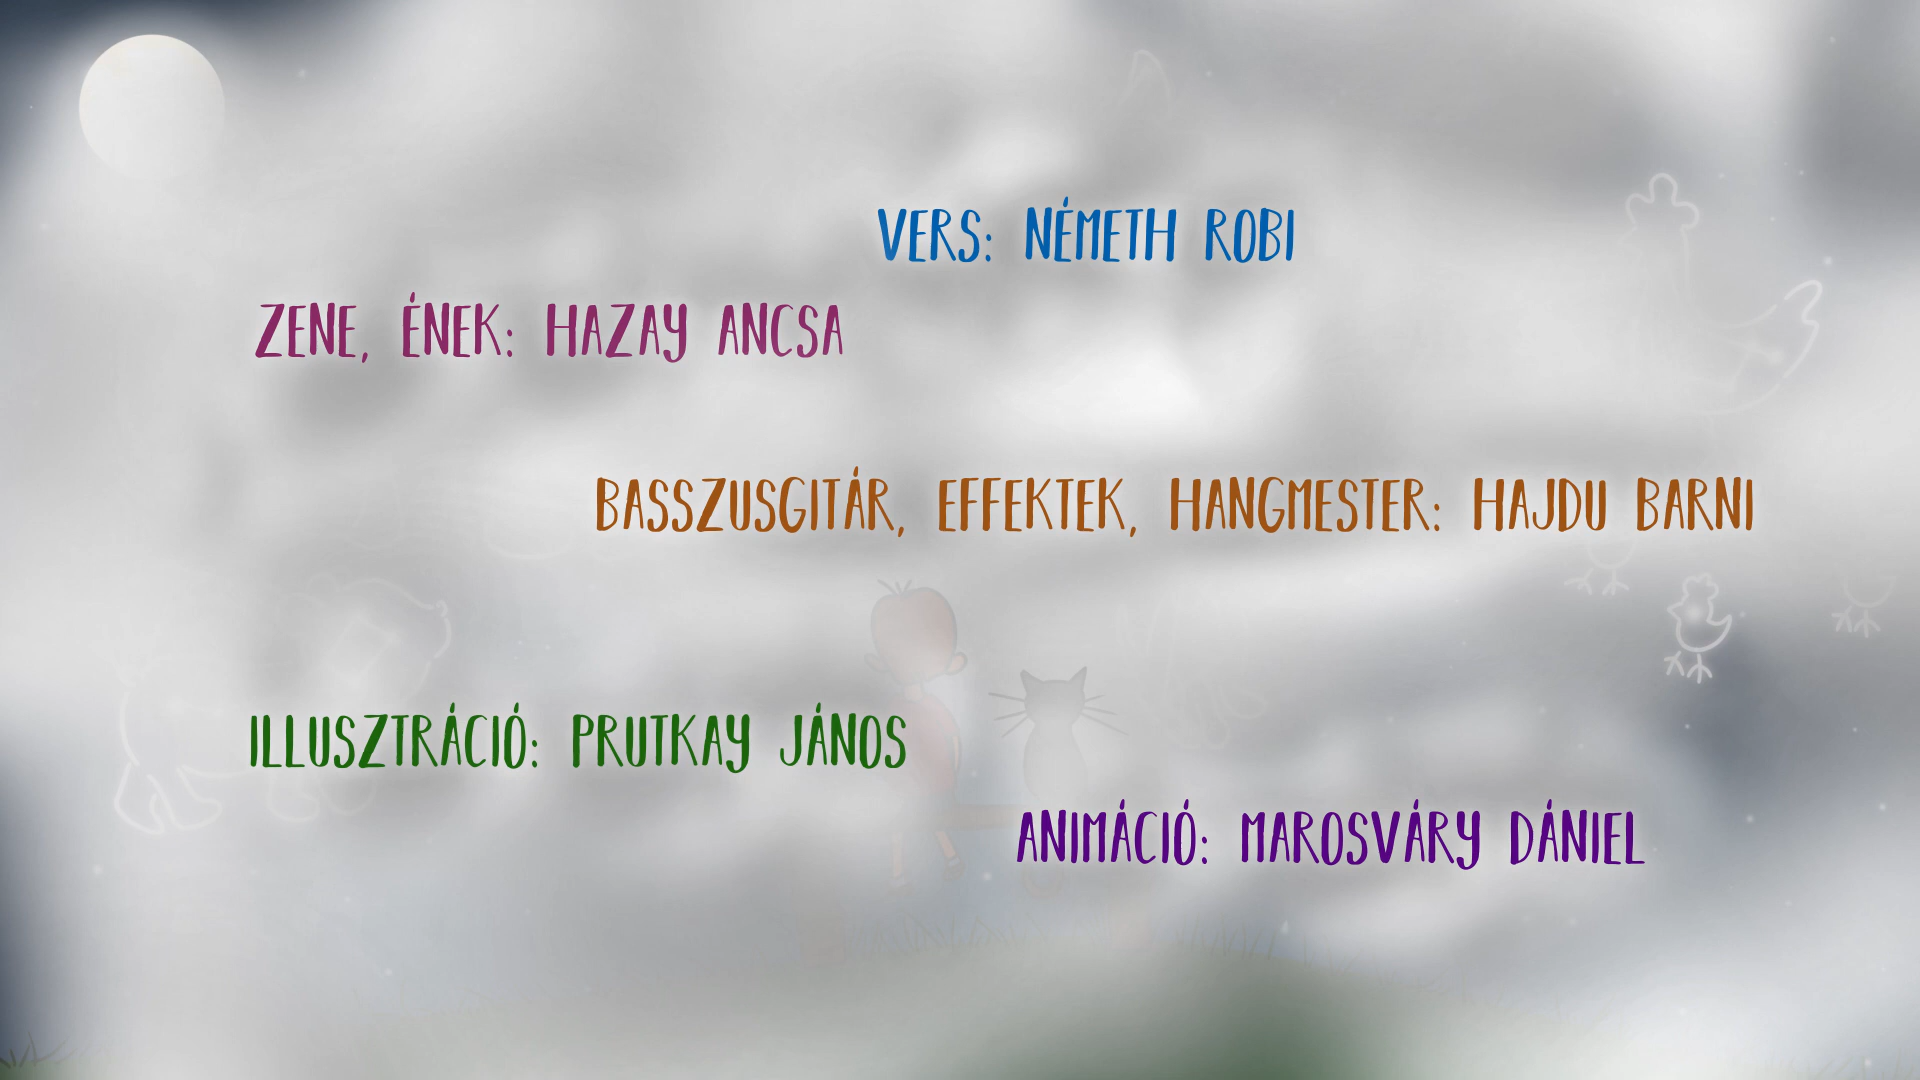 VERS: NÉMETH ROBI
ZENE, ÉNEK: HAZAY ANCSA
BASSZUSGITÁR, EFFEKTEK, HANGMESTER: HAJDU BARNI
ILLUSZTRÁCIÓ: PRUTKAY JÁNOS
ANIMÁCIÓ: MAROSVÁRY DÁNIEL